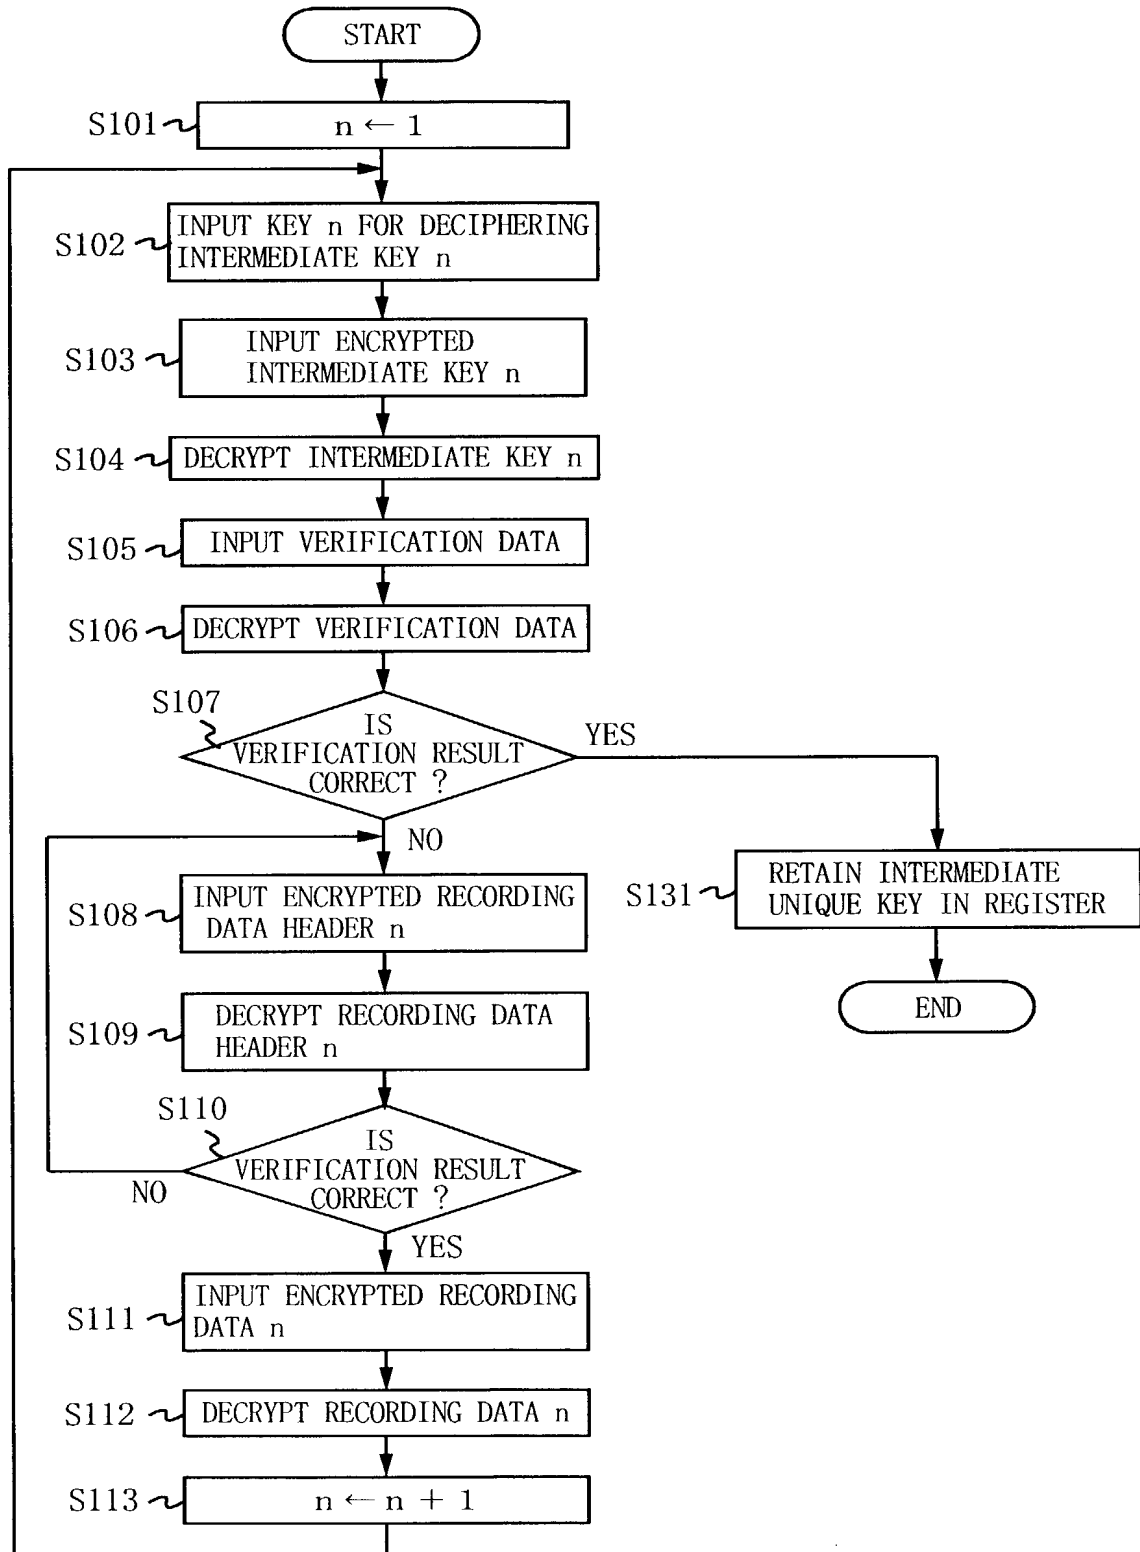 START
S101
n ← 1
S102
INPUT KEY n FOR DECIPHERING
INTERMEDIATE KEY n
S103
INPUT ENCRYPTED
INTERMEDIATE KEY n
S104
DECRYPT INTERMEDIATE KEY n
S105
INPUT VERIFICATION DATA
S106
DECRYPT VERIFICATION DATA
S107
IS
VERIFICATION RESULT
CORRECT ?
YES
NO
S108
INPUT ENCRYPTED RECORDING
DATA HEADER n
S131
RETAIN INTERMEDIATE
UNIQUE KEY IN REGISTER
END
S109
DECRYPT RECORDING DATA
HEADER n
S110
IS
VERIFICATION RESULT
CORRECT ?
NO
YES
S111
INPUT ENCRYPTED RECORDING
DATA n
S112
DECRYPT RECORDING DATA n
S113
n ← n + 1